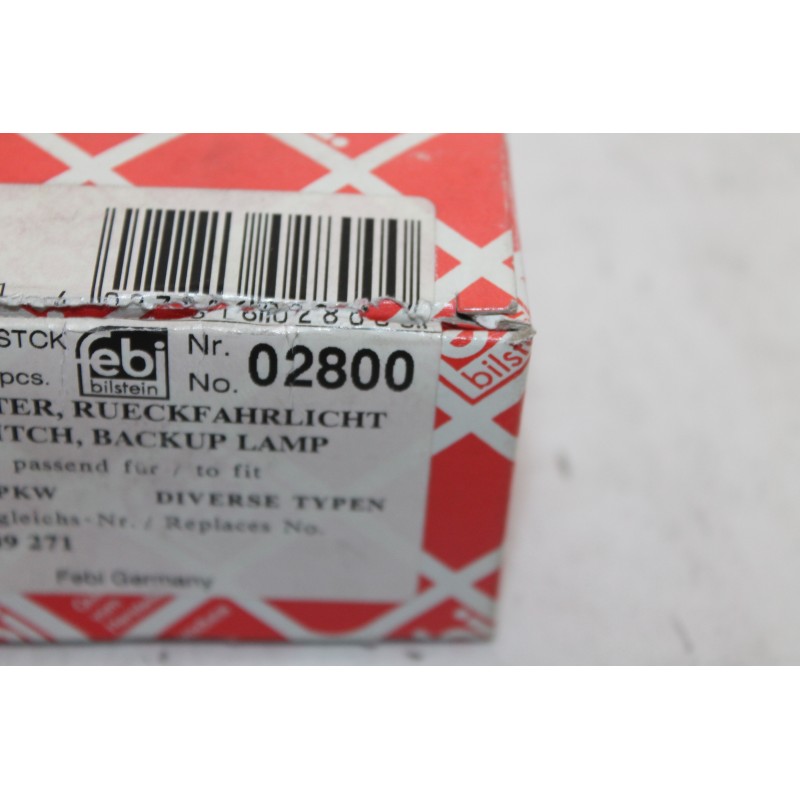 STCK febi bilstein Nr. 02800
pcs. No.
TER, RUECKFAHRLICHT
ITCH, BACKUP LAMP
passend für / to fit
PKW DIVERSE TYPEN
gleichs-Nr. / Replaces No.
09 271
Febi Germany
bilstein